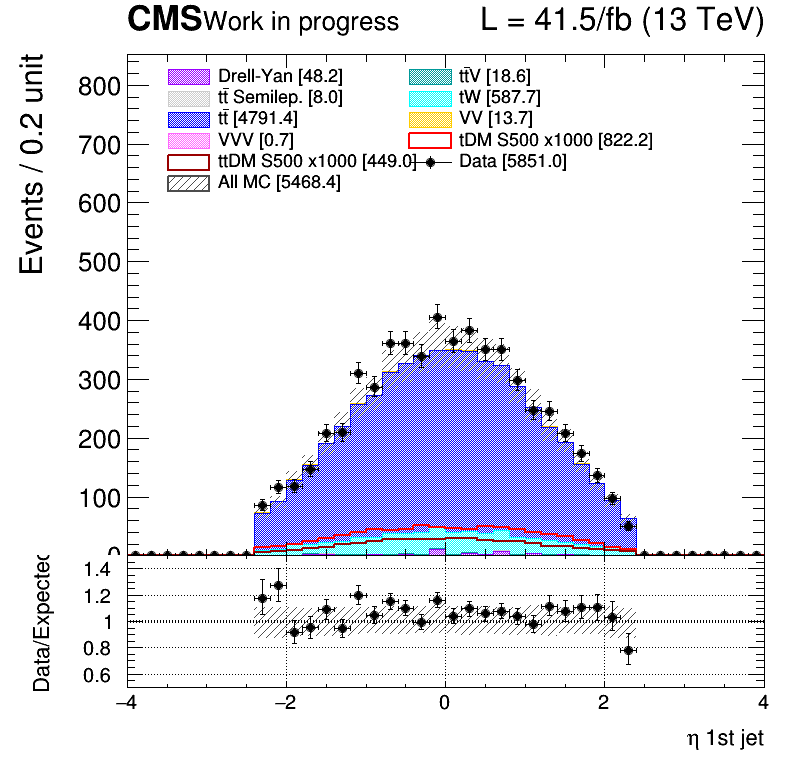 CMS Work in progress L = 41.5/fb (13 TeV)
Events / 0.2 unit
800
700
600
500
400
300
200
100
0
Drell-Yan [48.2]
tt̄ Semilep. [8.0]
tt̄ [4791.4]
VVV [0.7]
ttDM S500 x1000 [449.0]
All MC [5468.4]
tt̄V [18.6]
tW [587.7]
VV [13.7]
tDM S500 x1000 [822.2]
Data [5851.0]
Data/Expected
1.4
1.2
1
0.8
0.6
−4 −2 0 2 4
η 1st jet